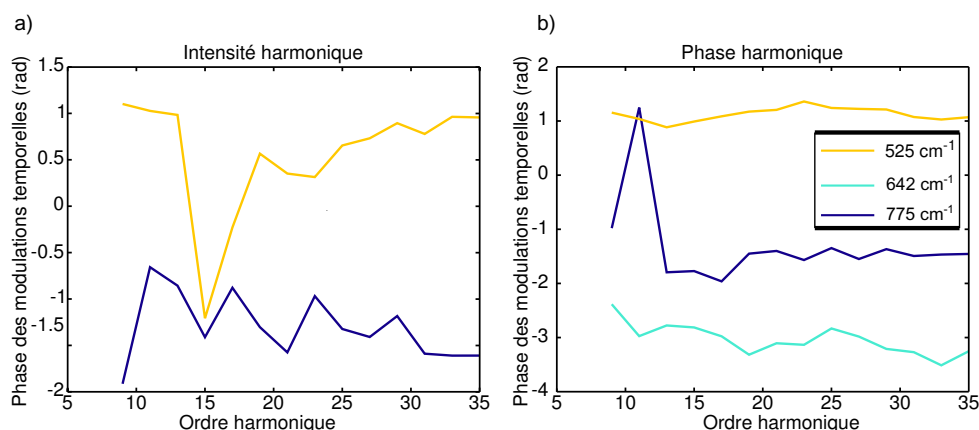 a)
Intensité harmonique
Phase des modulations temporelles (rad)
1.5
1
0.5
0
-0.5
-1
-1.5
-2
5
10
15
20
25
30
35
Ordre harmonique
b)
Phase harmonique
Phase des modulations temporelles (rad)
2
1
0
-1
-2
-3
-4
525 cm⁻¹
642 cm⁻¹
775 cm⁻¹
5
10
15
20
25
30
35
Ordre harmonique